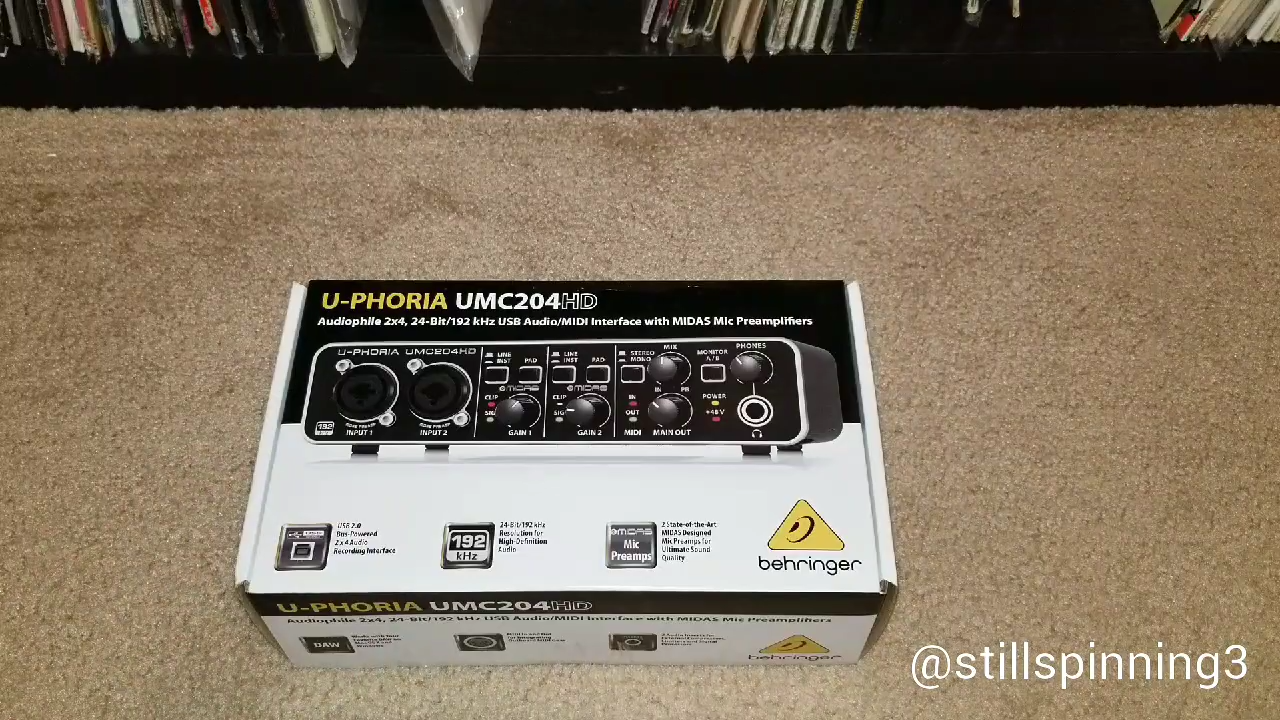 U-PHORIA UMC204HD
Audiophile 2x4, 24-Bit/192 kHz USB Audio/MIDI Interface with MIDAS Mic Preamplifiers
U-PHORIA UMC204HD
LINE
INST
PAD
LINE
INST
PAD
STEREO
MONO
MIX
MONITOR
A/B
PHONES
MIDAS
MIDAS
IN
PB
CLIP
SIG
CLIP
SIG
IN
OUT
POWER
+48V
192
INPUT 1
INPUT 2
GAIN 1
GAIN 2
MIDI
MAIN OUT
USB 2.0
Bus-Powered
2x4 Audio
Recording Interface
192
kHz
24-Bit/192 kHz
Resolution for
High-Definition
Audio
MIDAS
Mic
Preamps
2 State-of-the-Art
MIDAS Designed
Mic Preamps for
Ultimate Sound
Quality
behringer
U-PHORIA UMC204HD
Audiophile 2x4, 24-Bit/192 kHz USB Audio/MIDI Interface with MIDAS Mic Preamplifiers
DAW
behringer
@stillspinning3